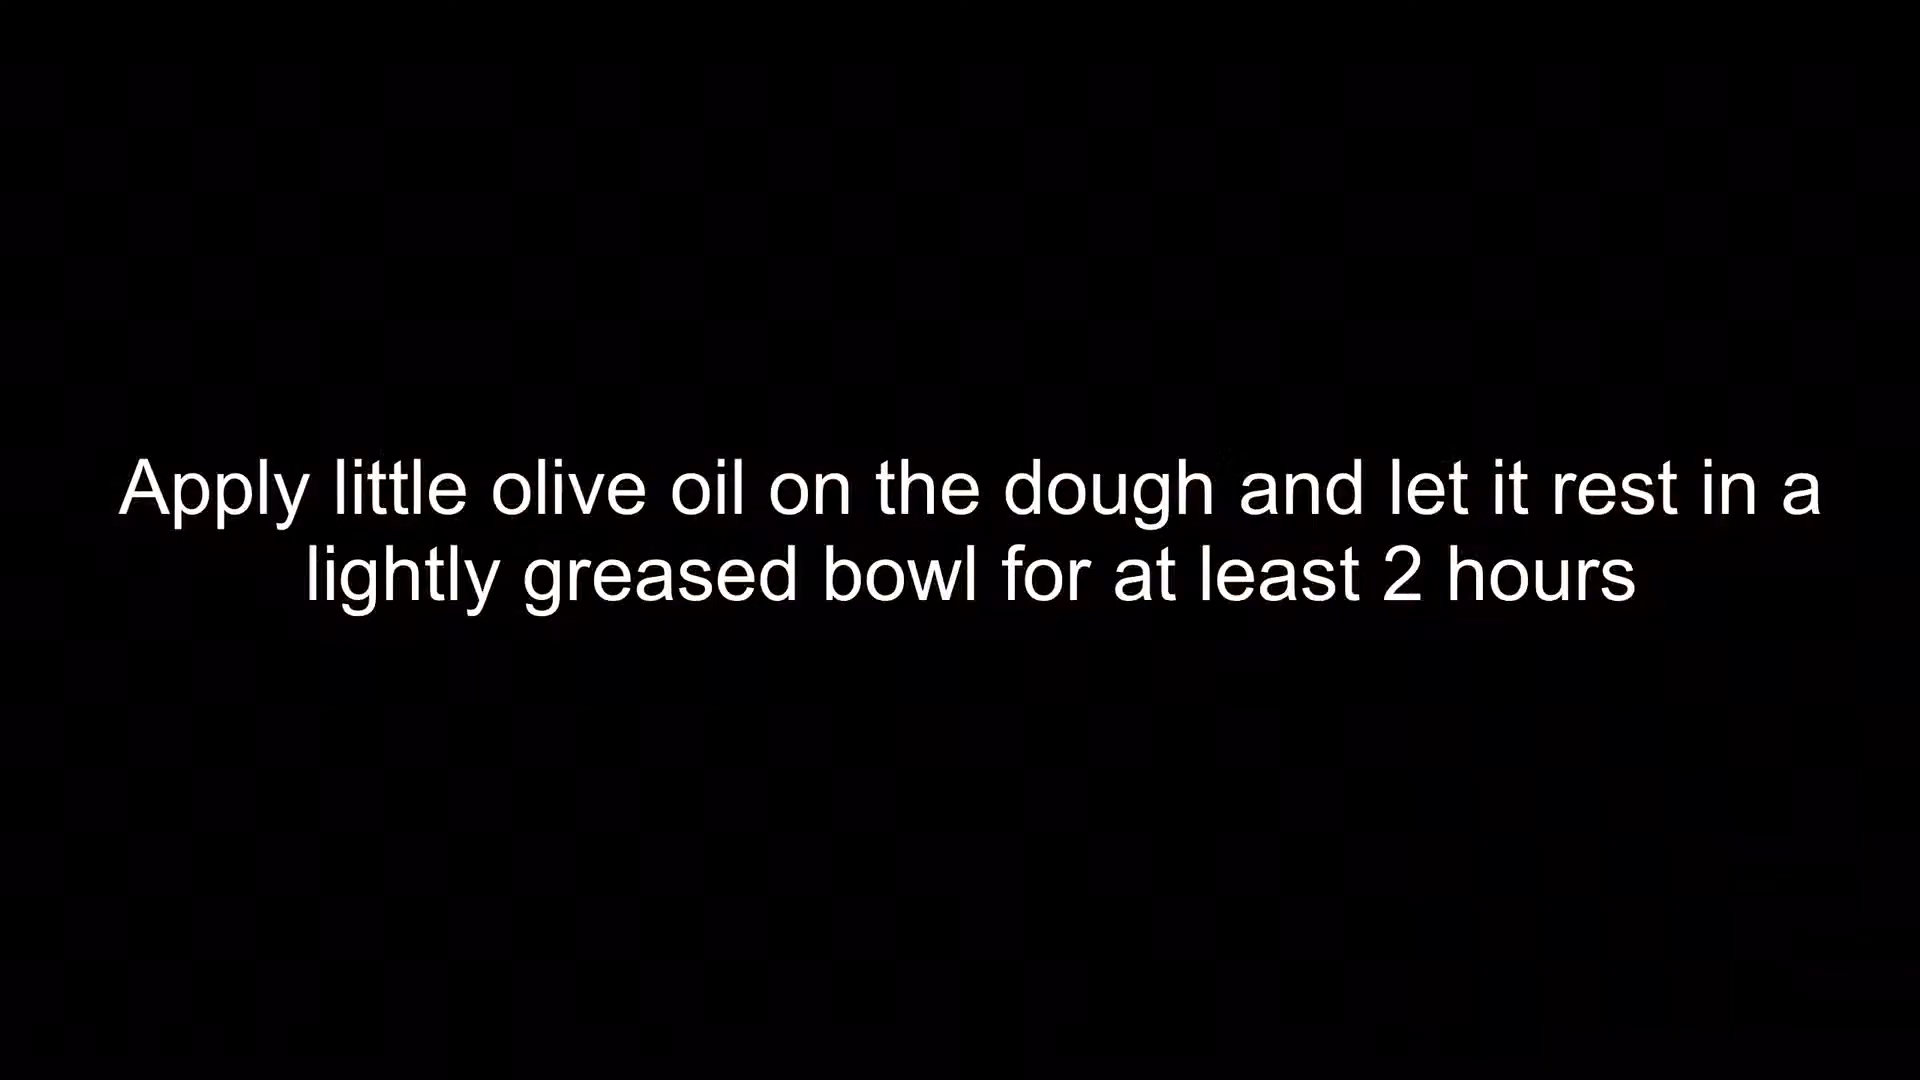 Apply little olive oil on the dough and let it rest in a
lightly greased bowl for at least 2 hours